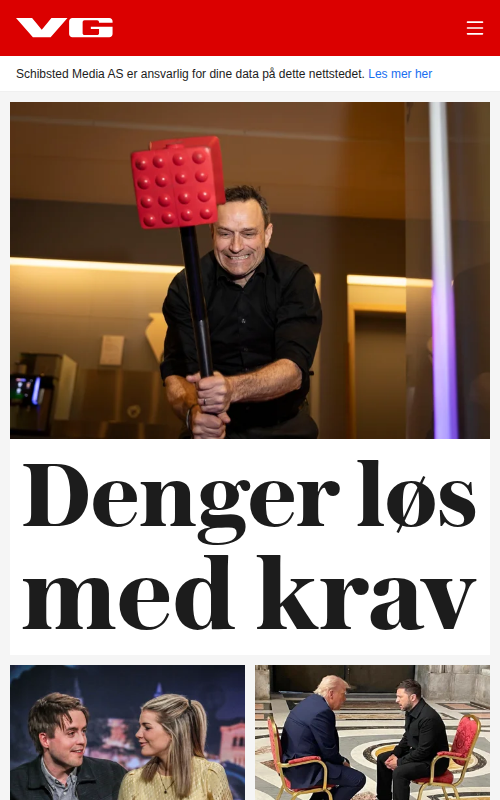 VG
Schibsted Media AS er ansvarlig for dine data på dette nettstedet. Les mer her
Denger løs
med krav